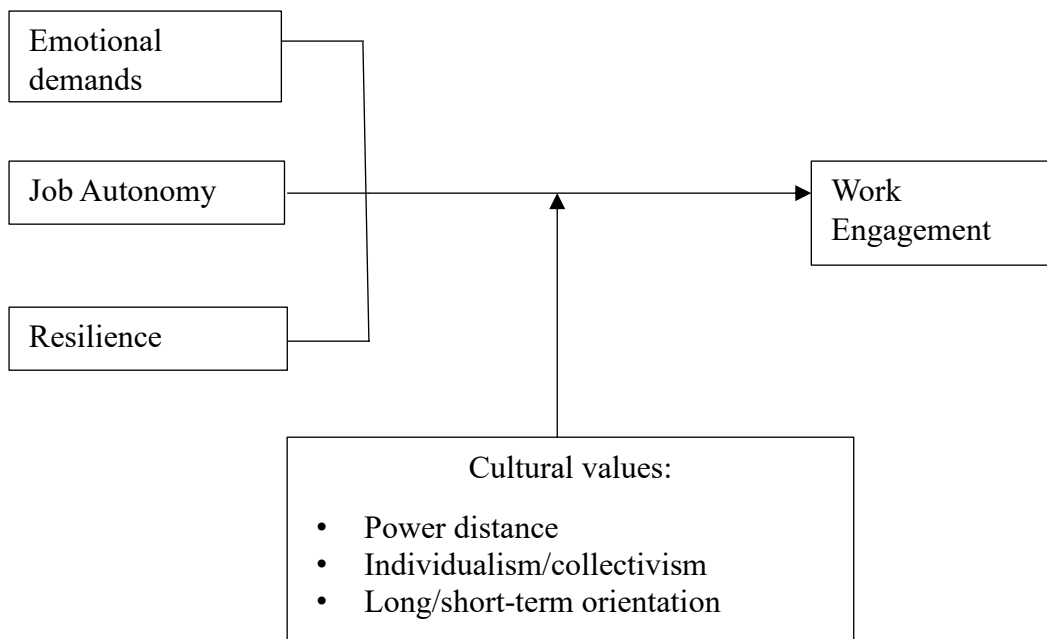 Emotional
demands
Job Autonomy
Resilience
Work
Engagement
Cultural values:
• Power distance
• Individualism/collectivism
• Long/short-term orientation